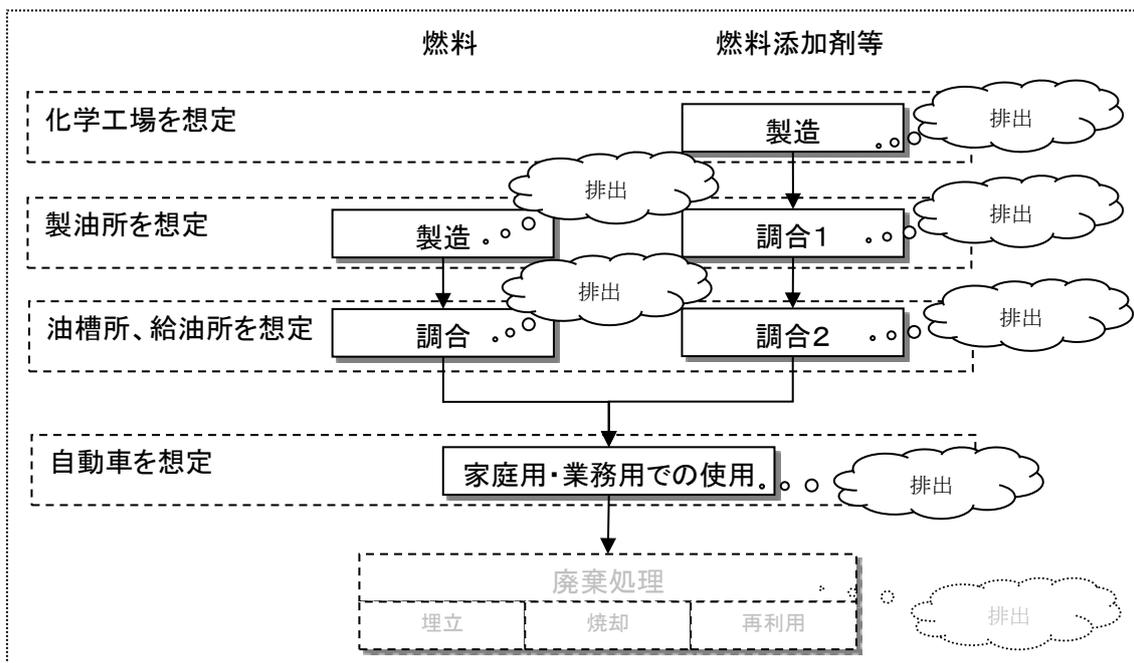 燃料
燃料添加剤等
化学工場を想定
製造
排出
排出
製油所を想定
製造
調合1
排出
排出
油槽所、給油所を想定
調合
調合2
排出
自動車を想定
家庭用・業務用での使用
排出
廃棄処理
埋立
焼却
再利用
排出